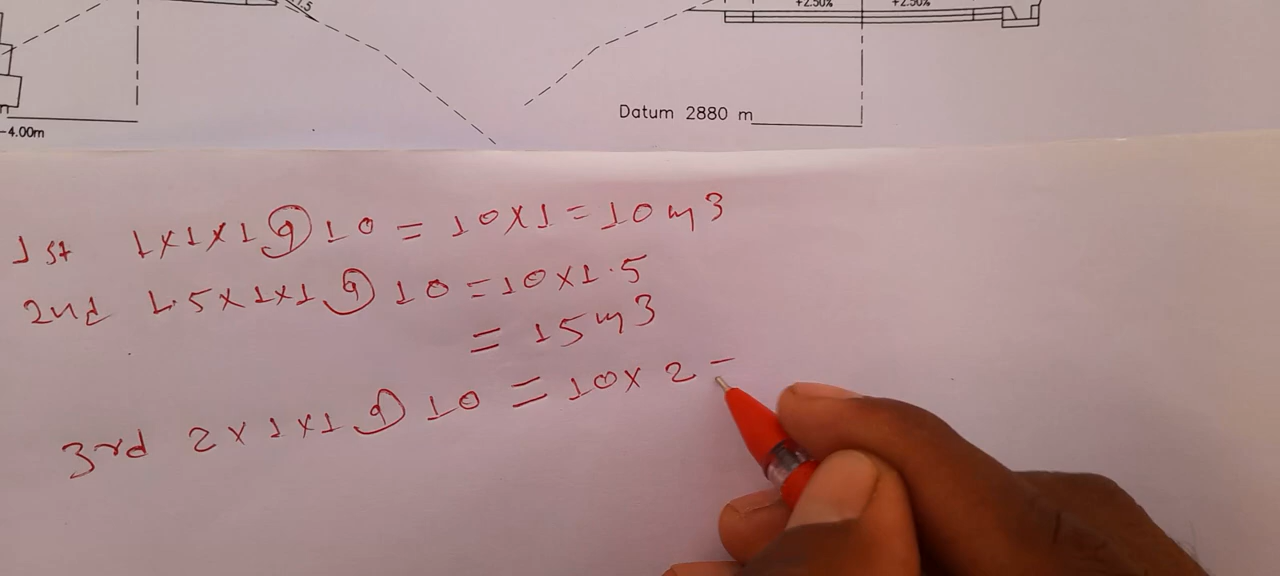 +2.50% +2.50%
Datum 2880 m
-4.00m
1st 1x1x1 @ 10 = 10x1 = 10m3
2nd 1.5x1x1 @ 10 = 10x1.5
= 15m3
3rd 2x1x1 @ 10 = 10x2 =